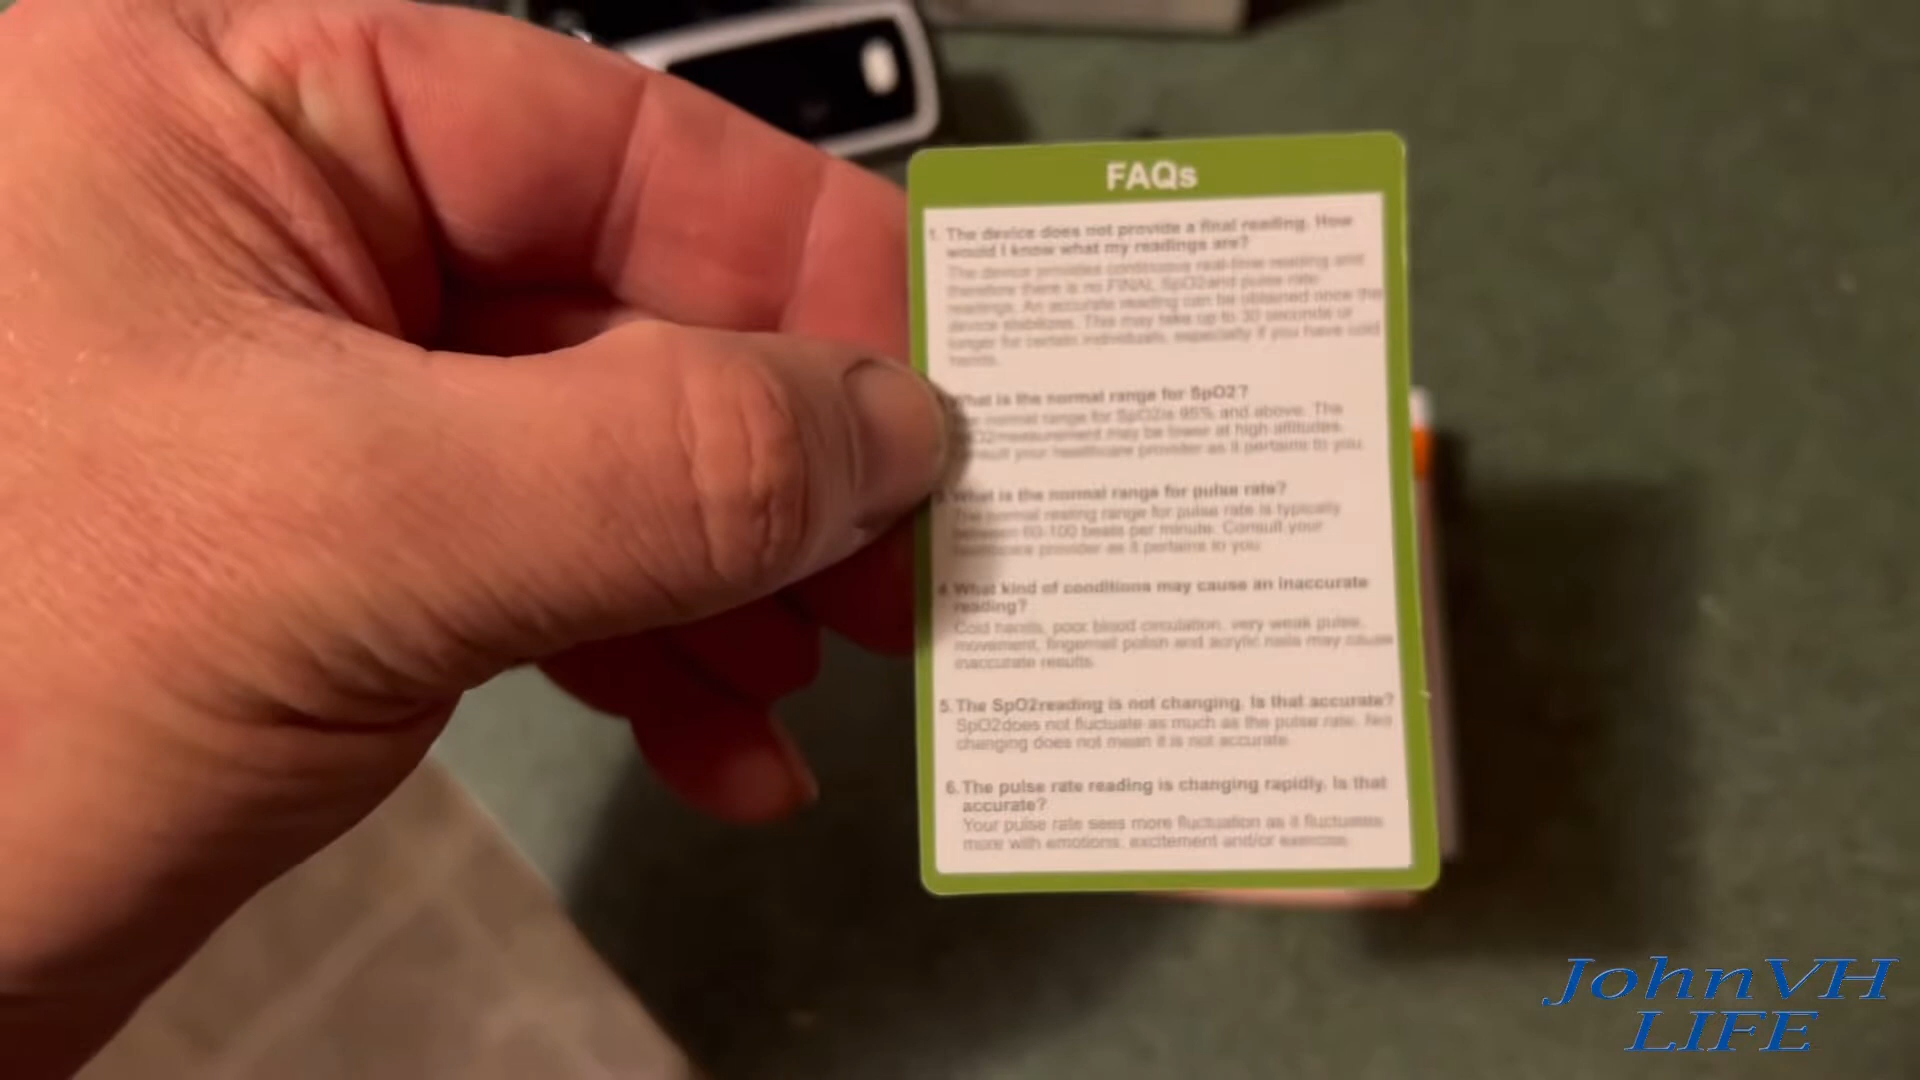 FAQs
1. The device does not provide a final reading. How
would I know what my readings are?
The device provides continuous real-time reading and
therefore there is no FINAL SpO2and pulse rate
readings. An accurate reading can be obtained once the
device stabilizes. This may take up to 30 seconds or
longer for certain individuals, especially if you have cold
hands.
What is the normal range for SpO2?
normal range for SpO2is 95% and above. The
measurement may be lower at high altitudes.
your healthcare provider as it pertains to you.
3. What is the normal range for pulse rate?
The normal resting range for pulse rate is typically
between 60-100 beats per minute. Consult your
healthcare provider as it pertains to you
4. What kind of conditions may cause an inaccurate
reading?
Cold hands, poor blood circulation, very weak pulse,
movement, fingernail polish and acrylic nails may cause
inaccurate results.
5. The SpO2reading is not changing. Is that accurate?
SpO2does not fluctuate as much as the pulse rate. Not
changing does not mean it is not accurate.
6. The pulse rate reading is changing rapidly. Is that
accurate?
Your pulse rate sees more fluctuation as it fluctuates
more with emotions, excitement and/or exercise.
JohnVH
LIFE